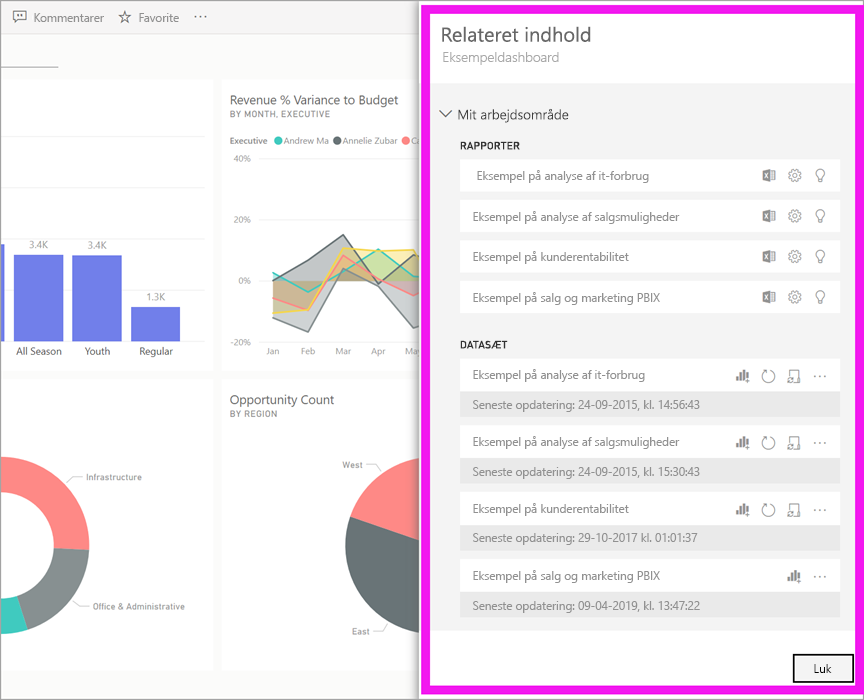 Kommentarer
Favorite
···
3.4K
3.4K
1.3K
All Season
Youth
Regular
Revenue % Variance to Budget
BY MONTH, EXECUTIVE
Executive
Andrew Ma
Annelie Zubar
40%
20%
0%
-20%
Jan
Feb
Mar
Apr
Infrastructure
Office & Administrative
Opportunity Count
BY REGION
West
East
Relateret indhold
Eksempeldashboard
Mit arbejdsområde
RAPPORTER
Eksempel på analyse af it-forbrug
Eksempel på analyse af salgsmuligheder
Eksempel på kunderentabilitet
Eksempel på salg og marketing PBIX
DATASÆT
Eksempel på analyse af it-forbrug
Seneste opdatering: 24-09-2015, kl. 14:56:43
Eksempel på analyse af salgsmuligheder
Seneste opdatering: 24-09-2015, kl. 15:30:43
Eksempel på kunderentabilitet
Seneste opdatering: 29-10-2017 kl. 01:01:37
Eksempel på salg og marketing PBIX
Seneste opdatering: 09-04-2019, kl. 13:47:22
Luk